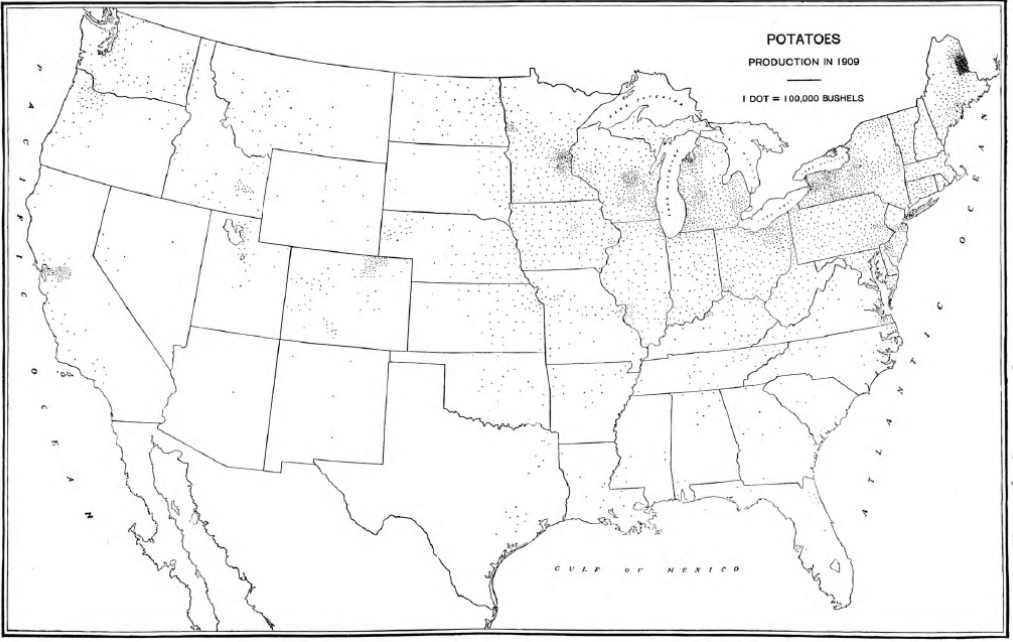 POTATOES
PRODUCTION IN 1909
1 DOT = 100,000 BUSHELS
PACIFIC OCEAN
ATLANTIC OCEAN
GULF OF MEXICO